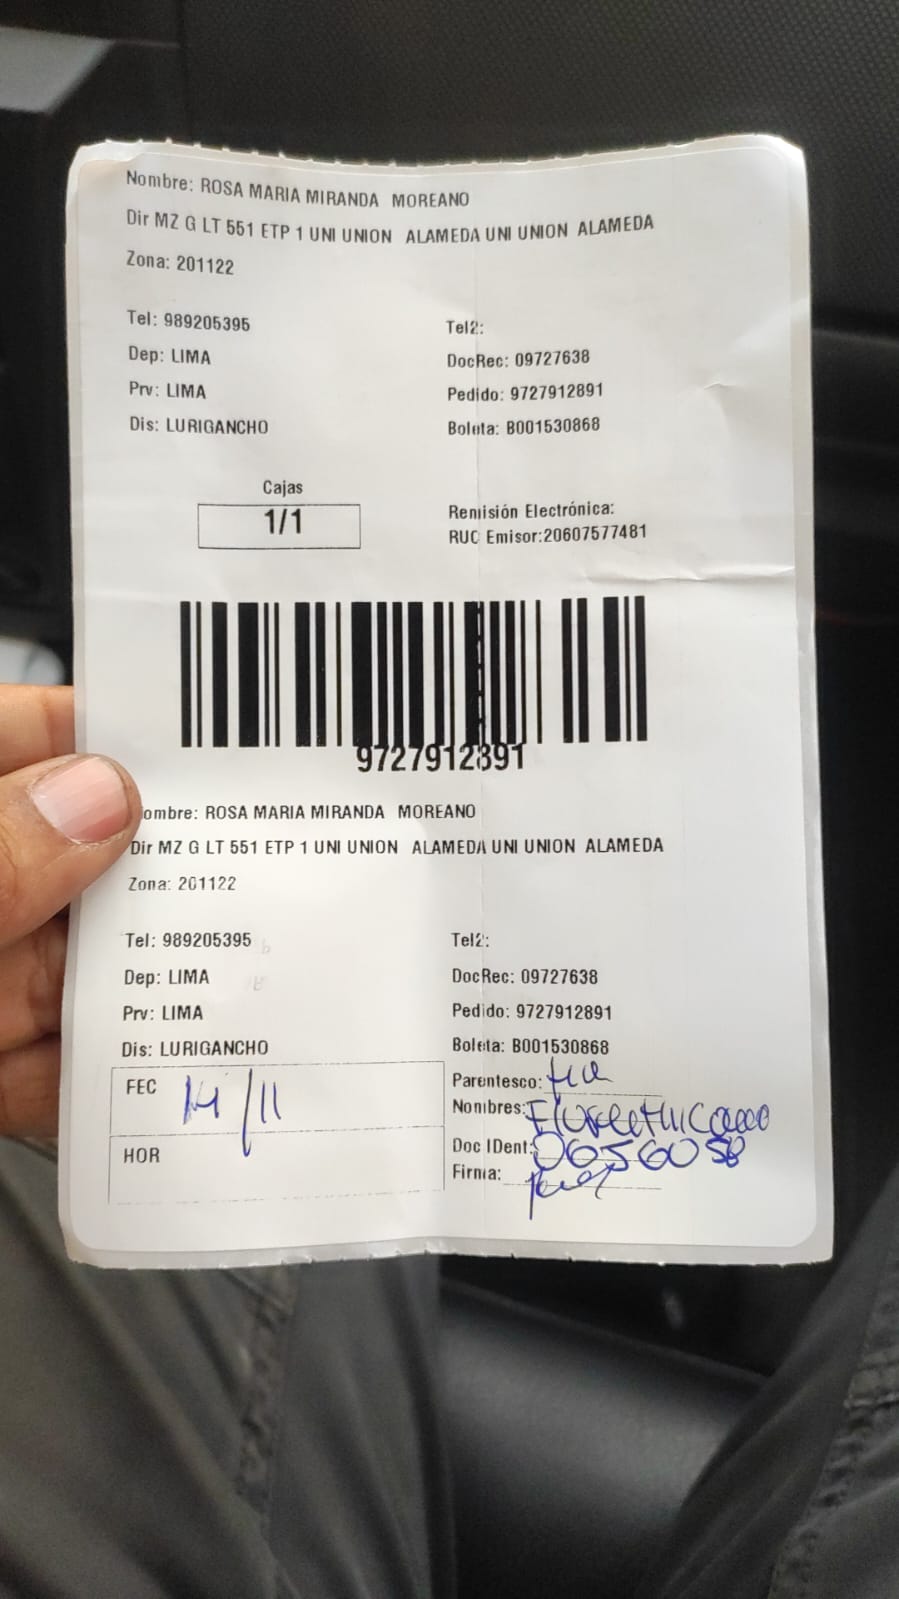 Nombre: ROSA MARIA MIRANDA MOREANO
Dir MZ G LT 551 ETP 1 UNI UNION ALAMEDA UNI UNION ALAMEDA
Zona: 201122
Tel: 989205395 Tel2:
Dep: LIMA DocRec: 09727638
Prv: LIMA Pedido: 9727912891
Dis: LURIGANCHO Boleta: B001530868
Cajas
1/1
Remisión Electrónica:
RUC Emisor:20607577481
9727912891
ombre: ROSA MARIA MIRANDA MOREANO
Dir MZ G LT 551 ETP 1 UNI UNION ALAMEDA UNI UNION ALAMEDA
Zona: 201122
Tel: 989205395 Tel2:
Dep: LIMA DocRec: 09727638
Prv: LIMA Pedido: 9727912891
Dis: LURIGANCHO Boleta: B001530868
FEC 14/11 Parentesco:
Nombres:
HOR Doc IDent:
Firma: